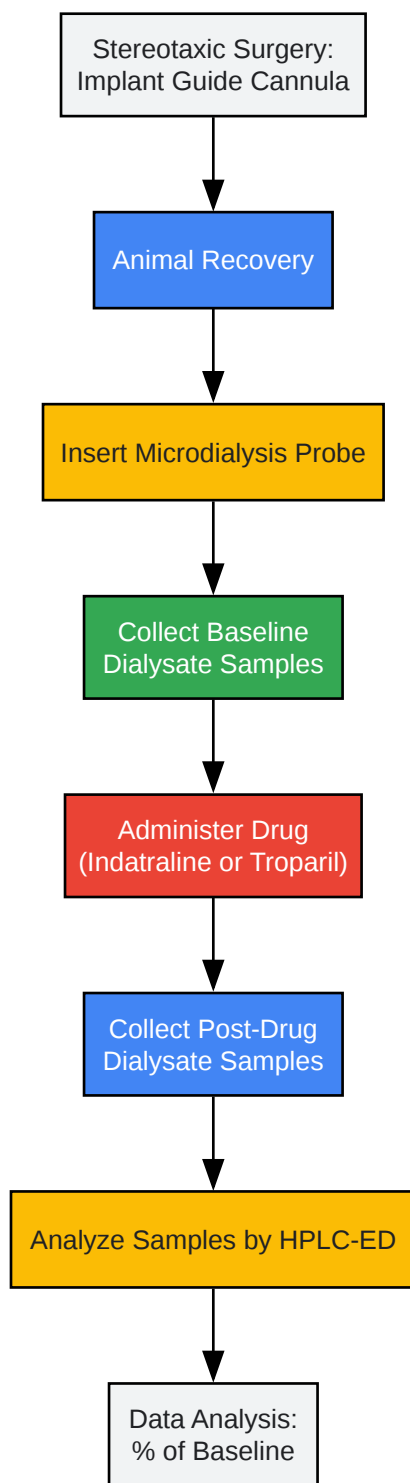 Stereotaxic Surgery:
Implant Guide Cannula
Animal Recovery
Insert Microdialysis Probe
Collect Baseline
Dialysate Samples
Administer Drug
(Indatraline or Troparil)
Collect Post-Drug
Dialysate Samples
Analyze Samples by HPLC-ED
Data Analysis:
% of Baseline